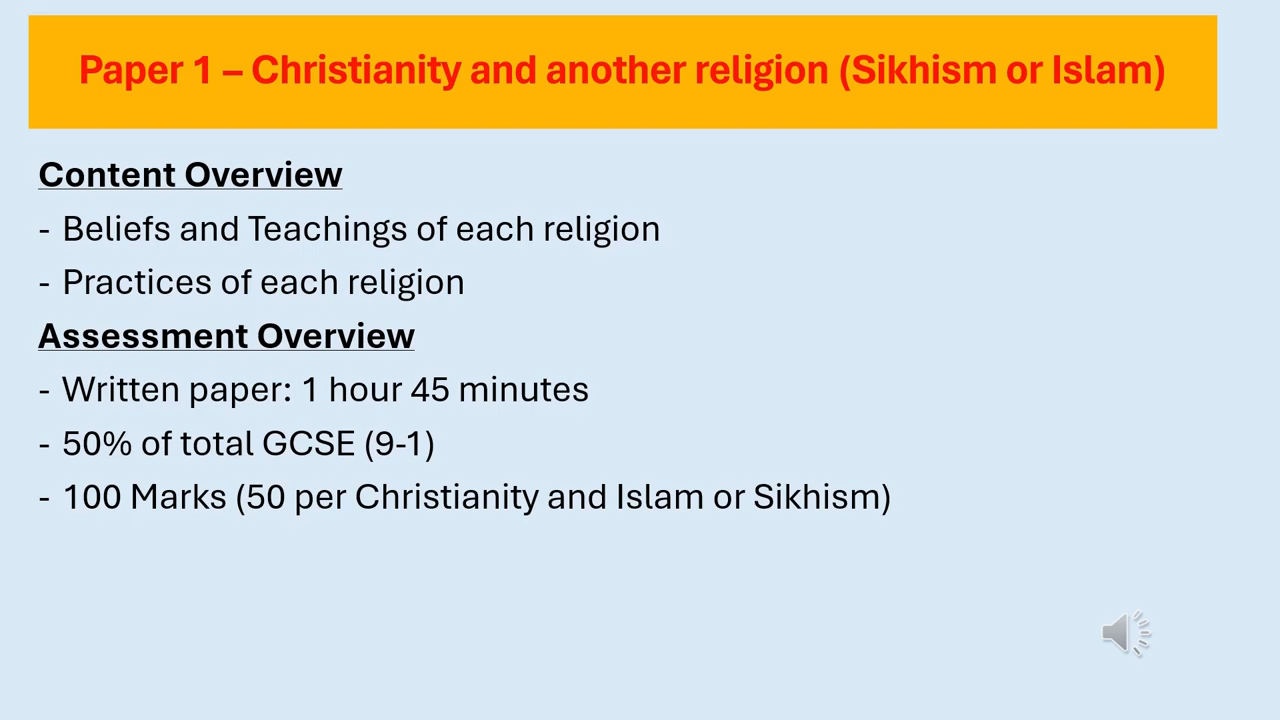 Paper 1 – Christianity and another religion (Sikhism or Islam)
Content Overview
- Beliefs and Teachings of each religion
- Practices of each religion
Assessment Overview
- Written paper: 1 hour 45 minutes
- 50% of total GCSE (9-1)
- 100 Marks (50 per Christianity and Islam or Sikhism)